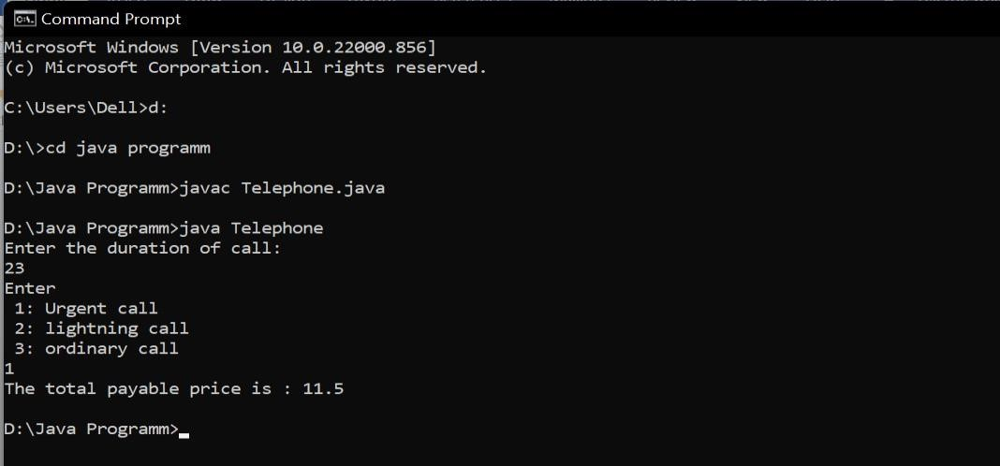 Command Prompt
Microsoft Windows [Version 10.0.22000.856]
(c) Microsoft Corporation. All rights reserved.
C:\Users\Dell>d:
D:\>cd java programm
D:\Java Programm>javac Telephone.java
D:\Java Programm>java Telephone
Enter the duration of call:
23
Enter
1: Urgent call
2: lightning call
3: ordinary call
1
The total payable price is : 11.5
D:\Java Programm>